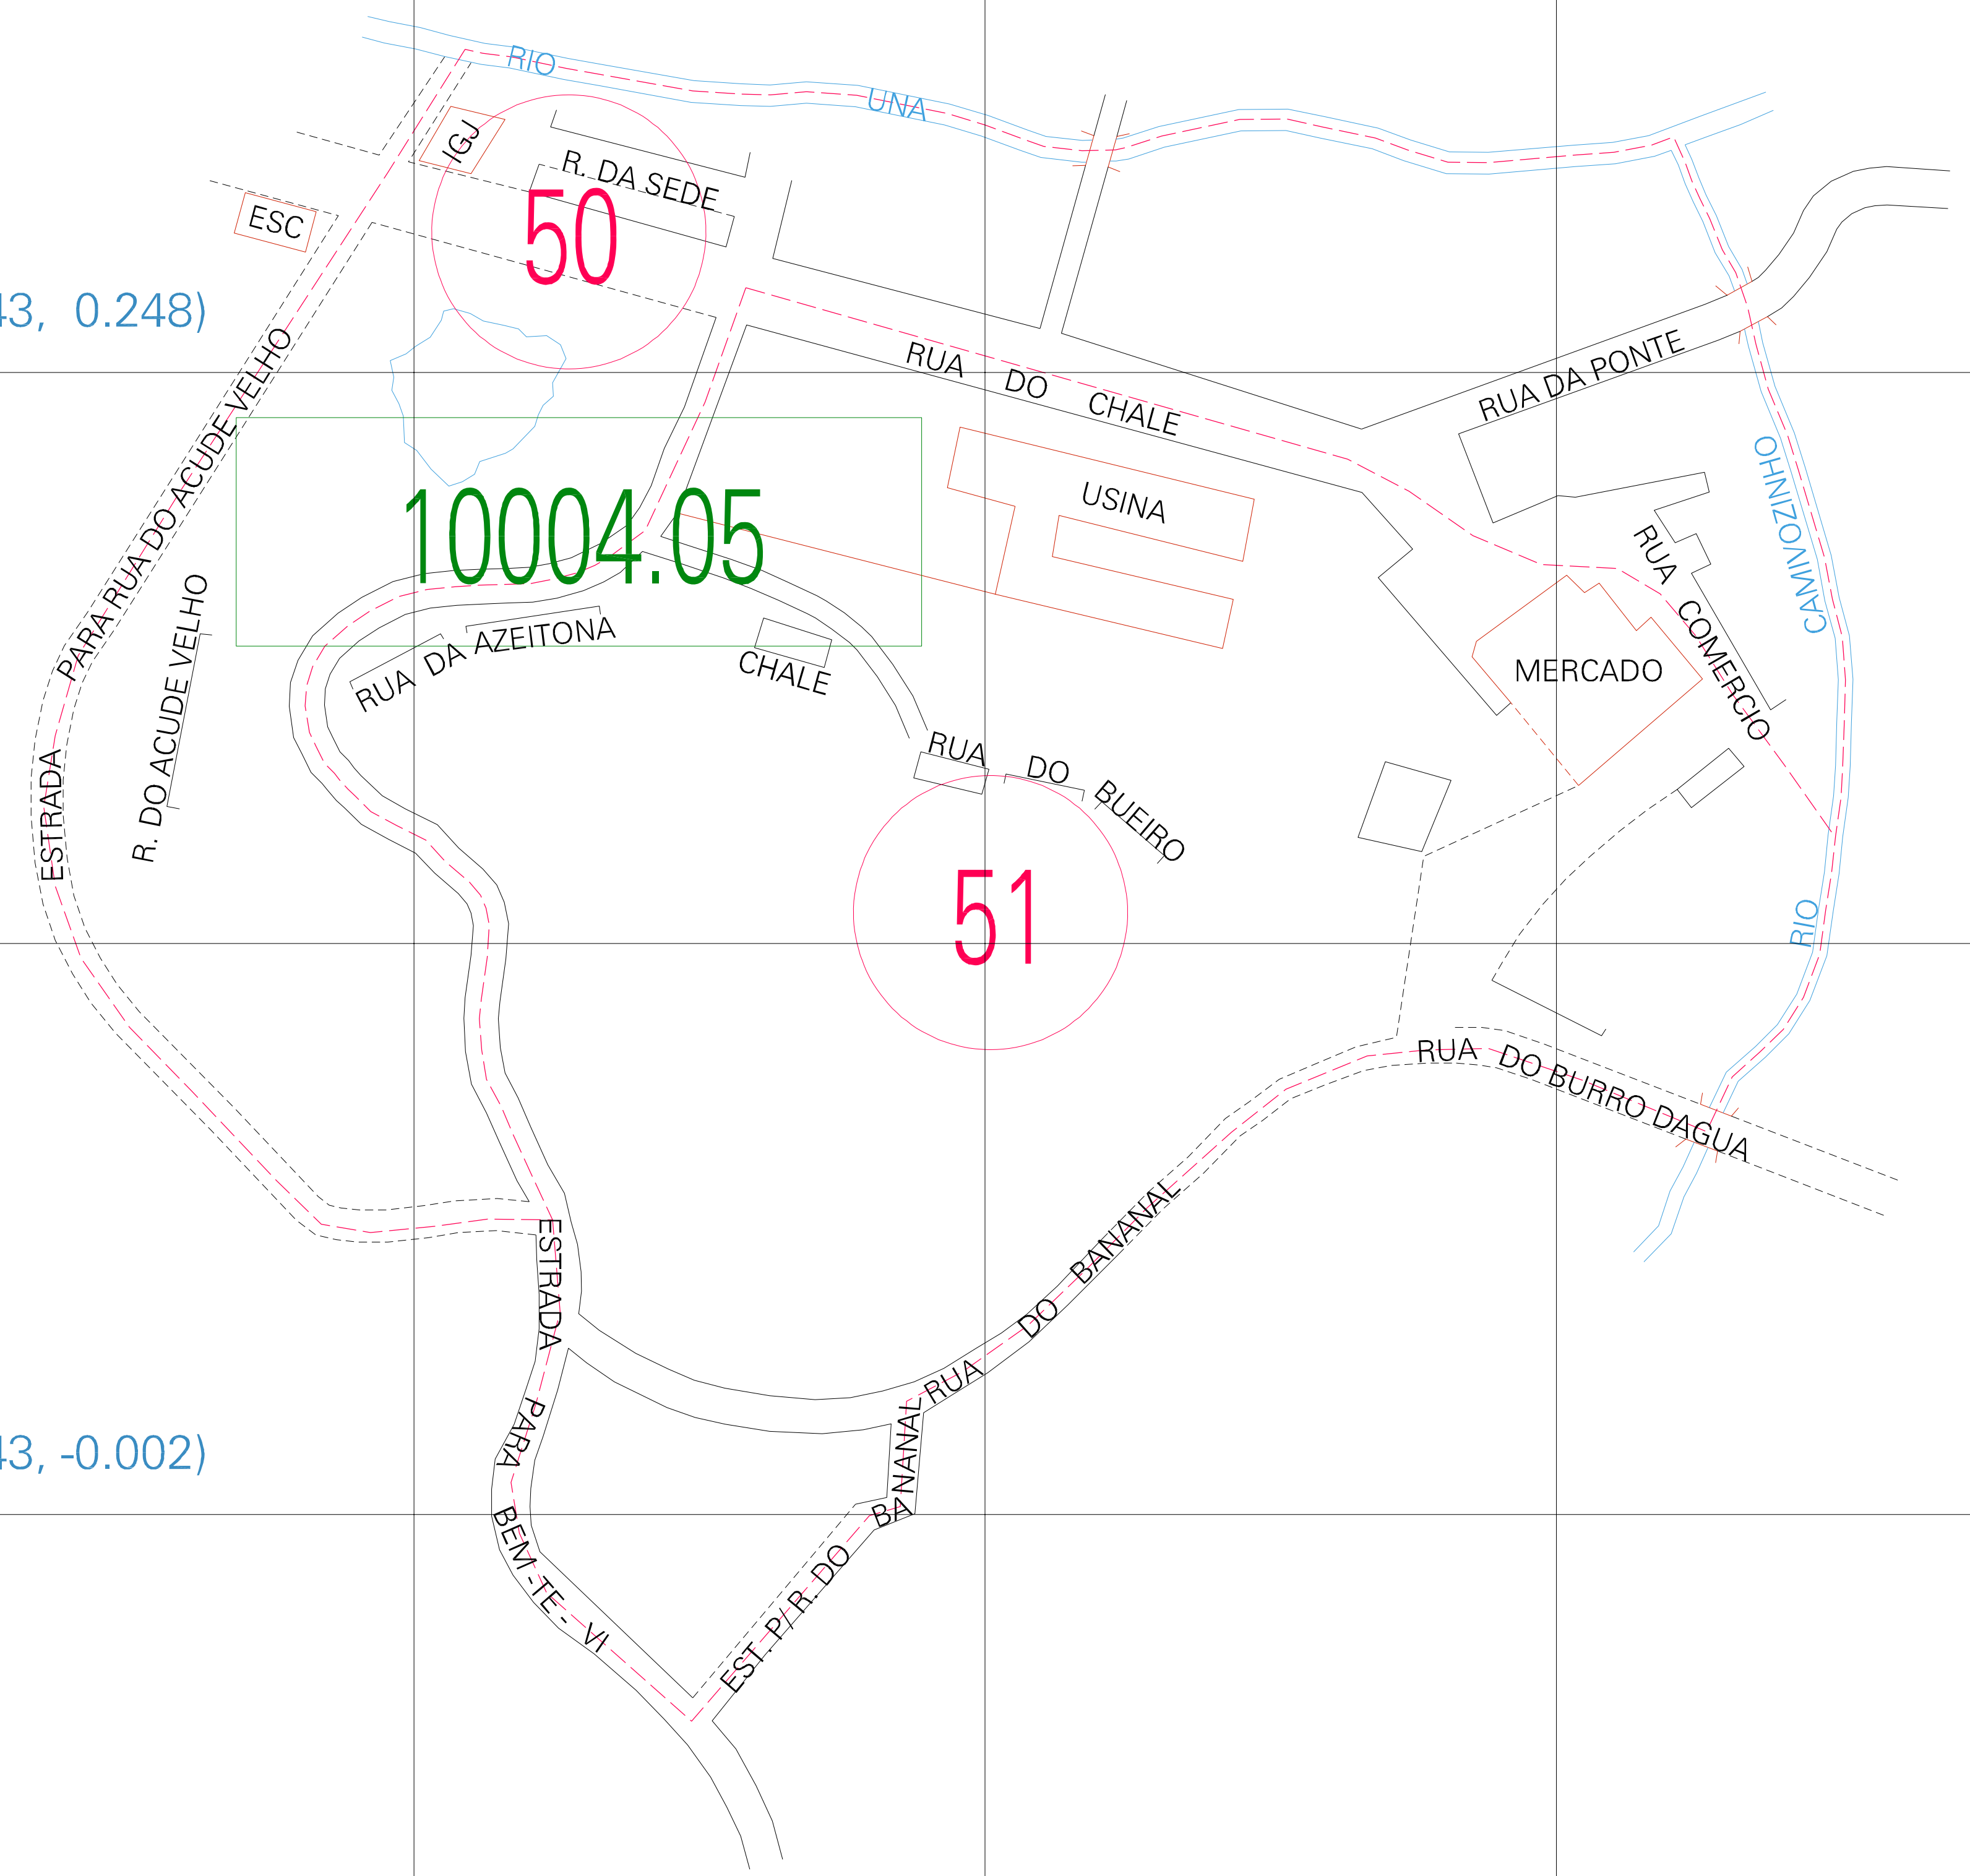 RIO UNA
IGJ
R. DA SEDE
50
ESC
43, 0.248)
ESTRADA PARA RUA DO ACUDE VELHO
RUA DO CHALE
RUA DA PONTE
RIO CAMIVOZINHO
USINA
10004.05
RUA COMERCIO
R. DO ACUDE VELHO
RUA DA AZEITONA
CHALE
MERCADO
RUA DO BUEIRO
51
RUA DO BURRO DAGUA
RUA DO BANANAL
ESTRADA PARA BEM-TE-VI
43, -0.002)
EST. P/ R. DO BANANAL